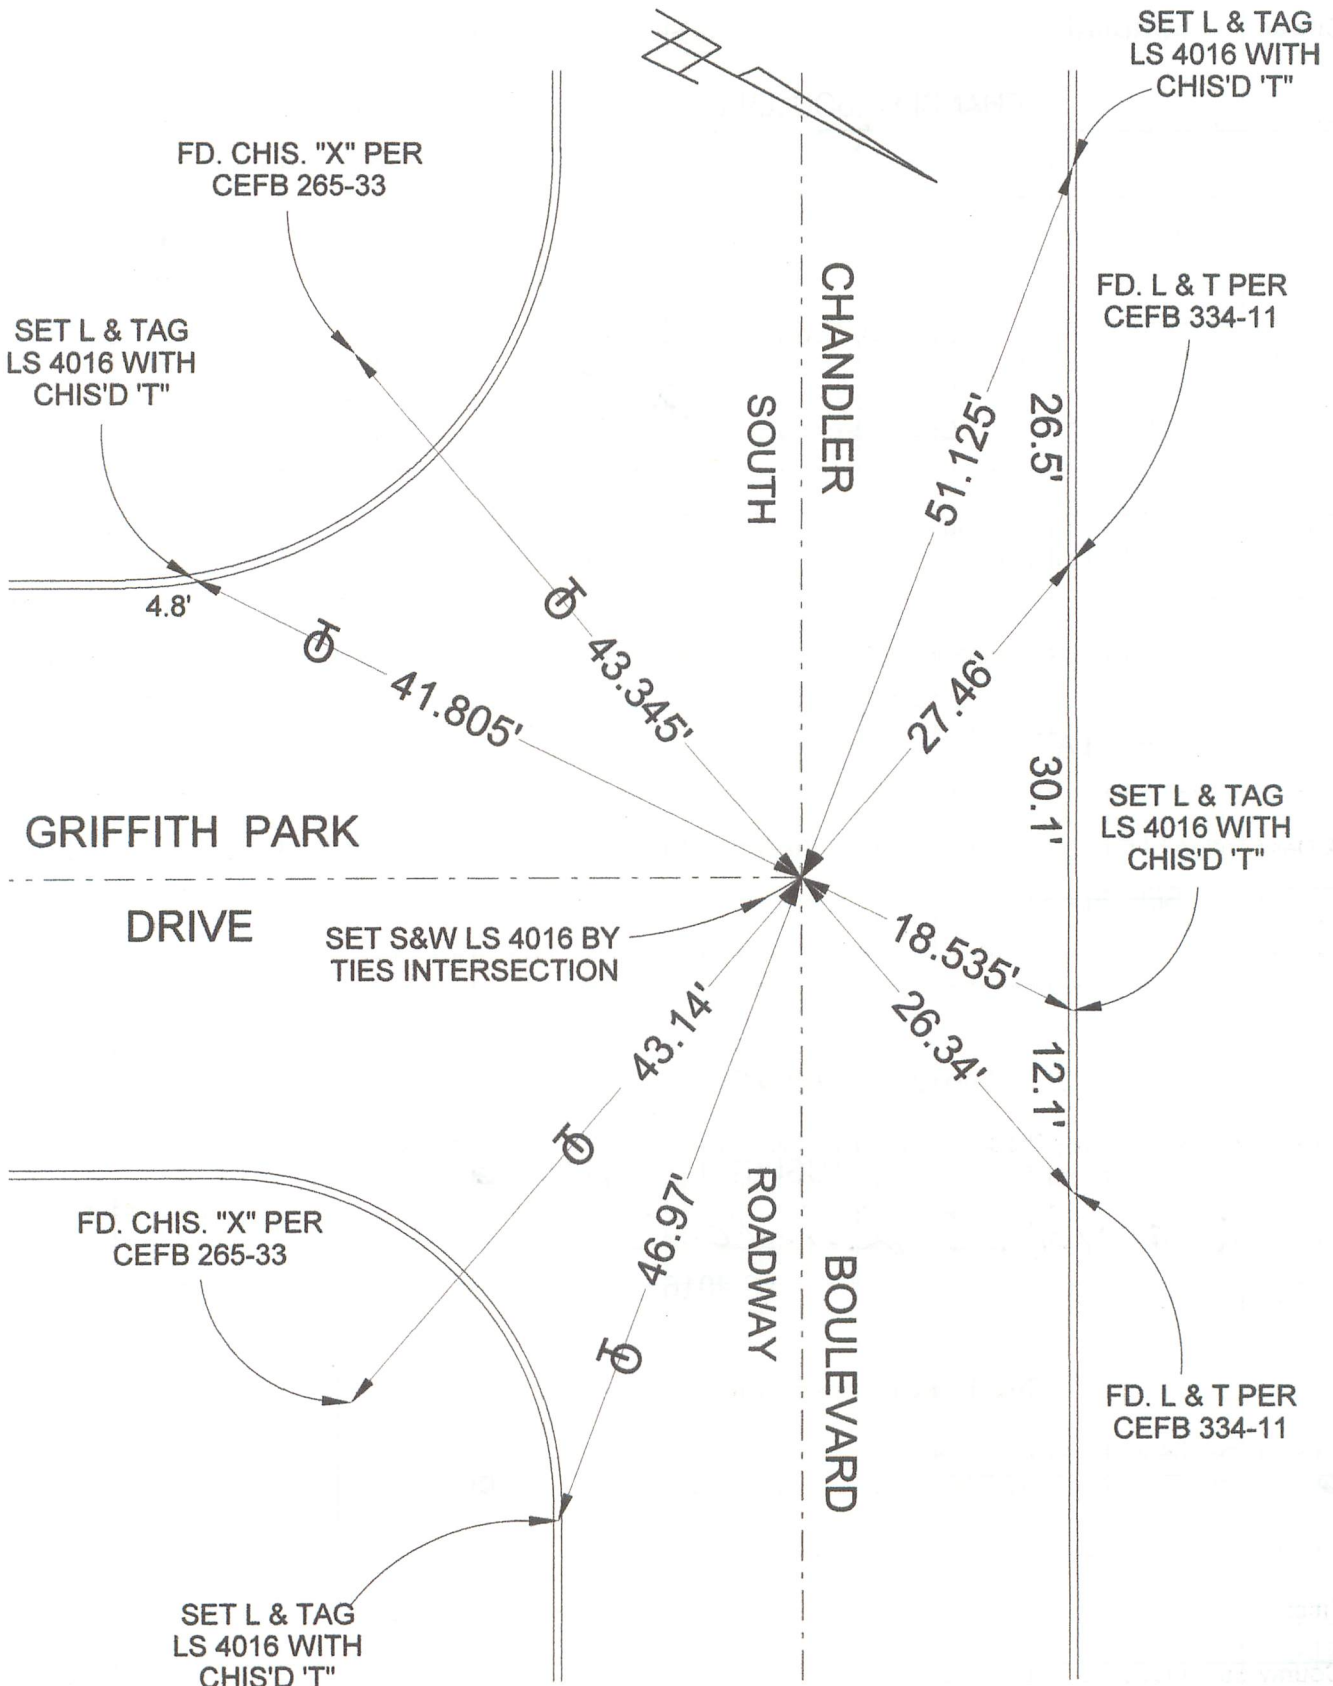 SET L & TAG
LS 4016 WITH
CHIS'D 'T"
FD. CHIS. "X" PER
CEFB 265-33
FD. L & T PER
CEFB 334-11
SET L & TAG
LS 4016 WITH
CHIS'D 'T"
CHANDLER
SOUTH
51.125'
26.5'
4.8'
41.805'
43.345'
27.46'
30.1'
SET L & TAG
LS 4016 WITH
CHIS'D 'T"
GRIFFITH PARK
DRIVE
SET S&W LS 4016 BY
TIES INTERSECTION
18.535'
26.34'
12.1'
43.14'
46.97'
ROADWAY
BOULEVARD
FD. CHIS. "X" PER
CEFB 265-33
FD. L & T PER
CEFB 334-11
SET L & TAG
LS 4016 WITH
CHIS'D 'T"